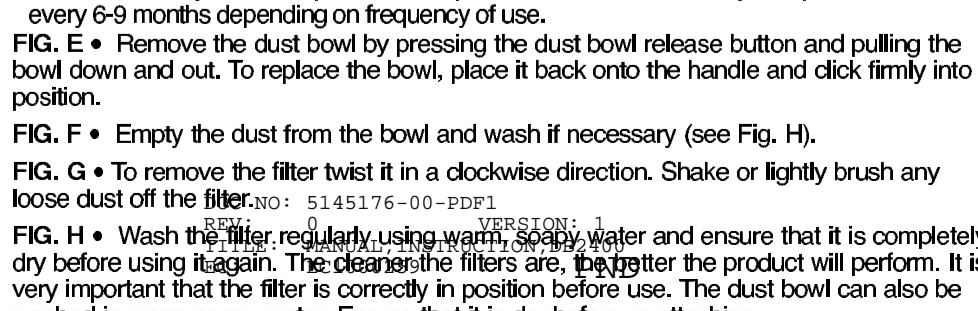 every 6-9 months depending on frequency of use.
FIG. E • Remove the dust bowl by pressing the dust bowl release button and pulling the
bowl down and out. To replace the bowl, place it back onto the handle and click firmly into
position.
FIG. F • Empty the dust from the bowl and wash if necessary (see Fig. H).
FIG. G • To remove the filter twist it in a clockwise direction. Shake or lightly brush any
loose dust off the filter.
NO: 5145176-00-PDF1
REV: 0 VERSION: 1
FIG. H • Wash the filter regularly using warm, soapy water and ensure that it is completely
TITLE: MANUAL,INSTRUCTION,DB2400
dry before using it again. The cleaner the filters are, the better the product will perform. It is
PND
very important that the filter is correctly in position before use. The dust bowl can also be